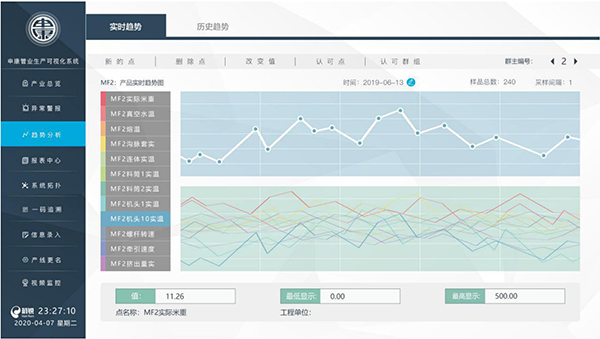 申康管业生产可视化系统
产业总览
异常警报
趋势分析
报表中心
系统拓扑
一码追溯
信息录入
产线更名
视频监控
23:27:10
2020-04-07 星期二
实时趋势
历史趋势
新的点 | 删除点 | 改变值 | 认可点 | 认可群组
群主编号: 2
MF2: 产品实时趋势图
时间: 2019-06-13
样品总数: 240
采样间隔: 1
MF2实际米重
MF2真空水温
MF2熔温
MF2沟脉套实
MF2连体实温
MF2料筒1实温
MF2料筒2实温
MF2机头1实温
MF2机头10实温
MF2螺杆转速
MF2牵引速度
MF2挤出量实
值: 11.26
最低显示: 0.00
最高显示: 500.00
点名称: MF2实际米重
工程单位: